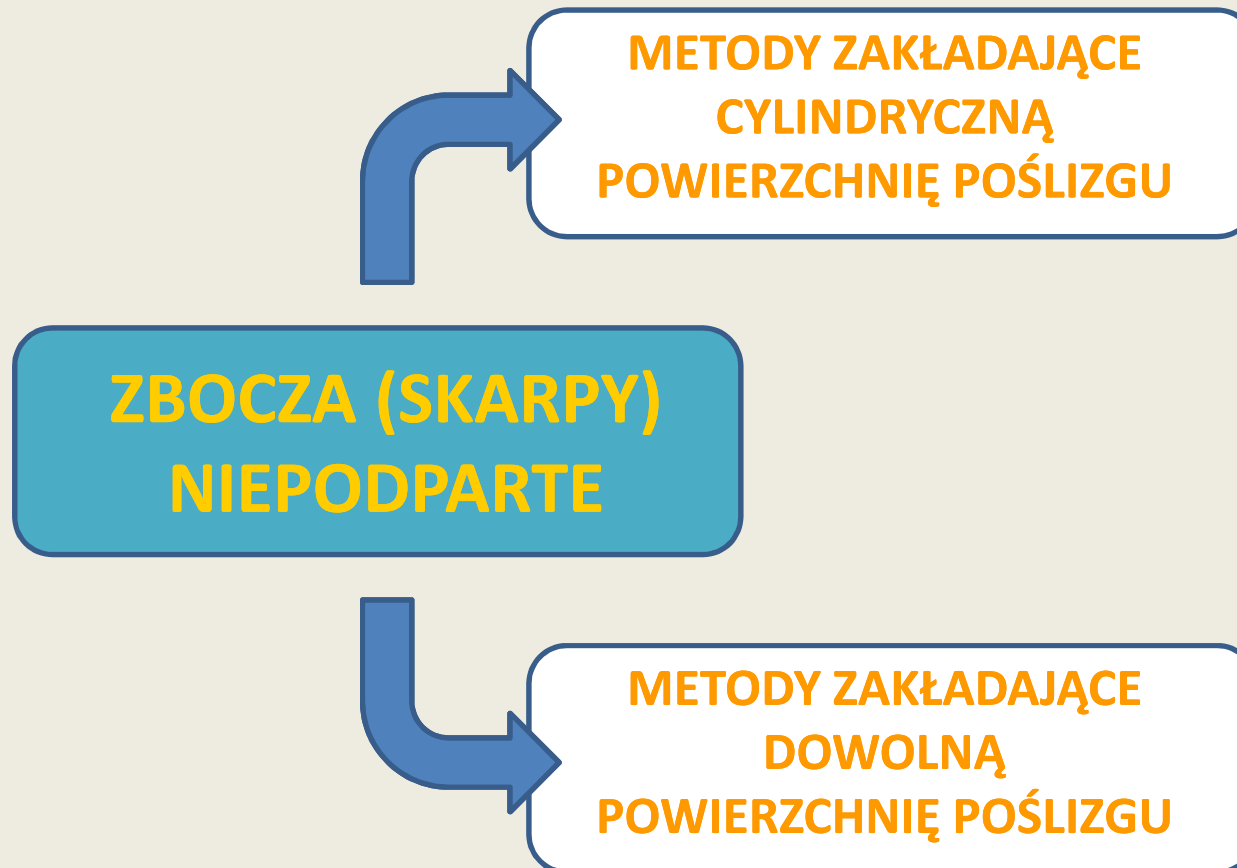 METODY ZAKŁADAJĄCE
CYLINDRYCZNĄ
POWIERZCHNIĘ POŚLIZGU
ZBOCZA (SKARPY)
NIEPODPARTE
METODY ZAKŁADAJĄCE
DOWOLNĄ
POWIERZCHNIĘ POŚLIZGU